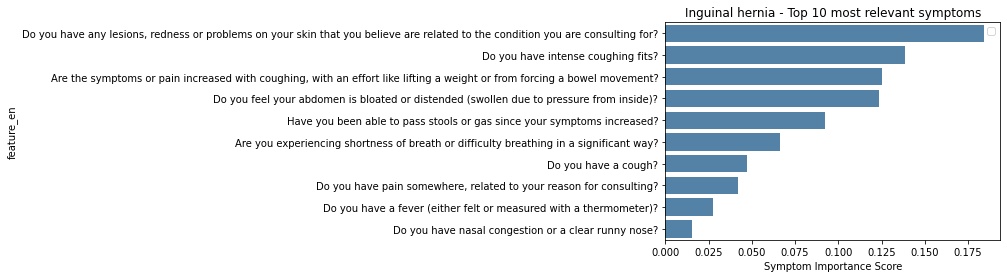 Inguinal hernia - Top 10 most relevant symptoms
Do you have any lesions, redness or problems on your skin that you believe are related to the condition you are consulting for?
Do you have intense coughing fits?
Are the symptoms or pain increased with coughing, with an effort like lifting a weight or from forcing a bowel movement?
Do you feel your abdomen is bloated or distended (swollen due to pressure from inside)?
Have you been able to pass stools or gas since your symptoms increased?
Are you experiencing shortness of breath or difficulty breathing in a significant way?
Do you have a cough?
Do you have pain somewhere, related to your reason for consulting?
Do you have a fever (either felt or measured with a thermometer)?
Do you have nasal congestion or a clear runny nose?
feature_en
0.000 0.025 0.050 0.075 0.100 0.125 0.150 0.175
Symptom Importance Score